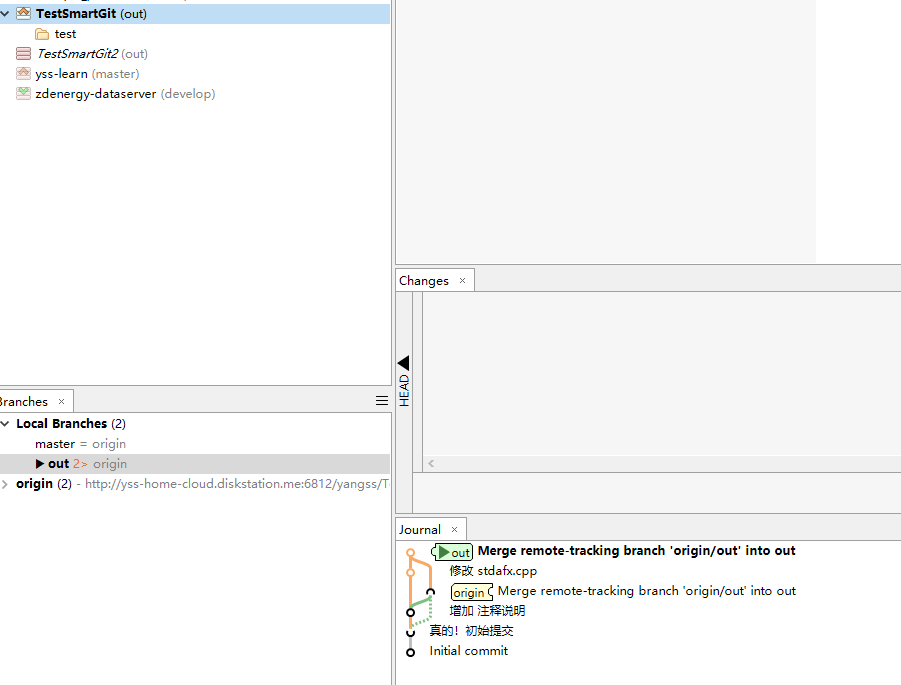 TestSmartGit (out)
test
TestSmartGit2 (out)
yss-learn (master)
zdenergy-dataserver (develop)
Changes ×
HEAD
Branches ×
Local Branches (2)
master = origin
out 2> origin
origin (2) - http://yss-home-cloud.diskstation.me:6812/yangss/T
Journal ×
out Merge remote-tracking branch 'origin/out' into out
修改 stdafx.cpp
origin Merge remote-tracking branch 'origin/out' into out
增加 注释说明
真的！初始提交
Initial commit